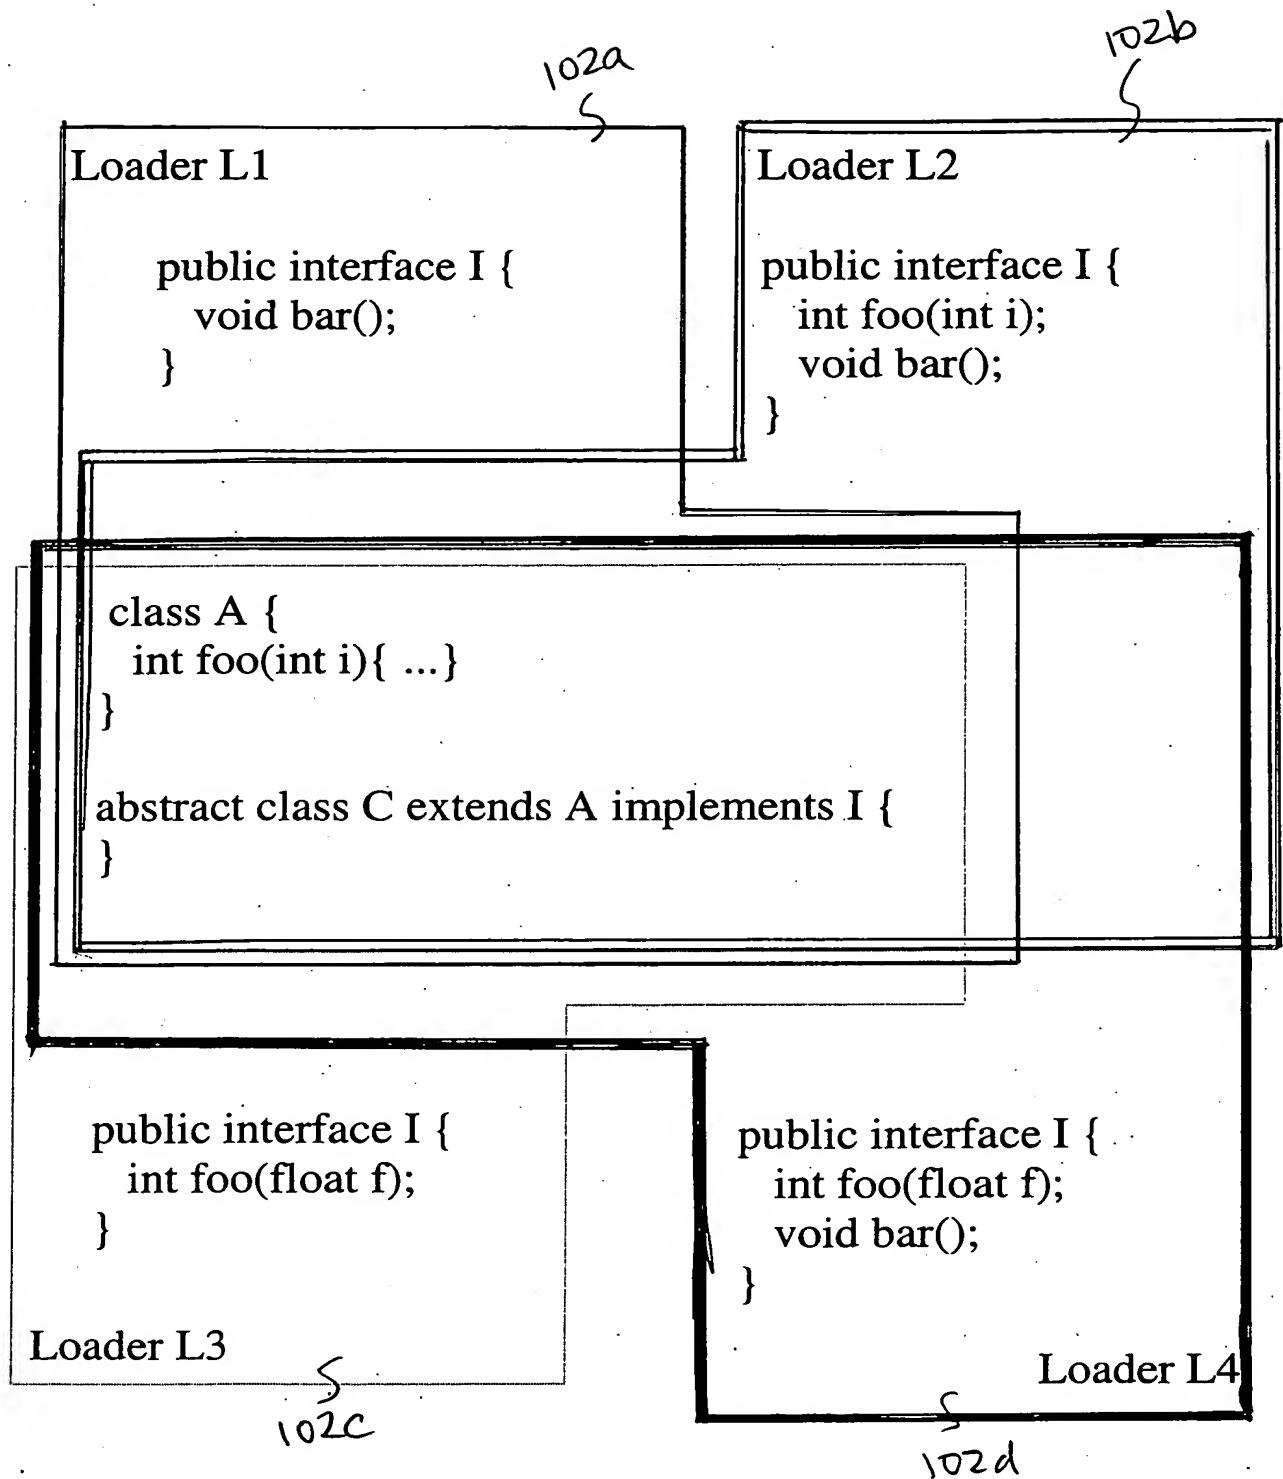 102a
102b
Loader L1
public interface I {
void bar();
}
Loader L2
public interface I {
int foo(int i);
void bar();
}
class A {
int foo(int i){ ...}
}
abstract class C extends A implements I {
}
public interface I {
int foo(float f);
}
Loader L3
102c
public interface I {
int foo(float f);
void bar();
}
Loader L4
102d